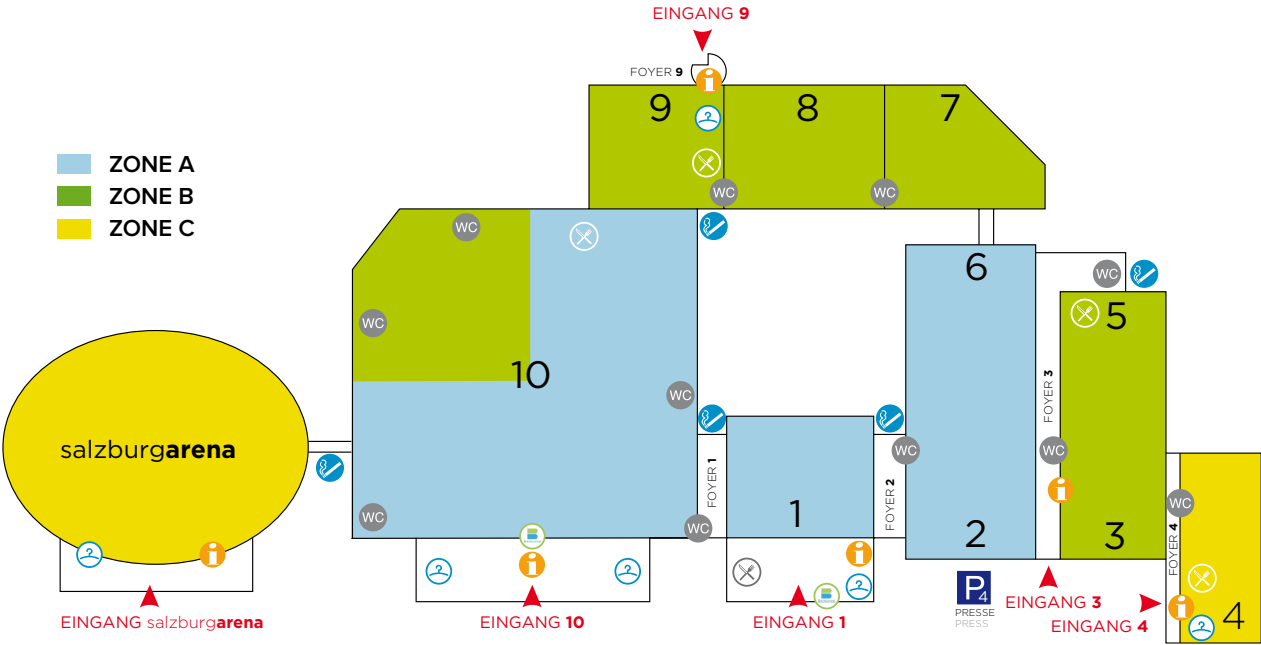 EINGANG 9
FOYER 9
9
8
7
ZONE A
ZONE B
ZONE C
WC
WC
WC
WC
6
WC
5
WC
10
FOYER 3
WC
salzburgarena
WC
WC
FOYER 1
FOYER 2
WC
WC
1
WC
FOYER 4
2
3
P4
PRESSE
PRESS
EINGANG 3
EINGANG 4
4
EINGANG salzburgarena
EINGANG 10
EINGANG 1